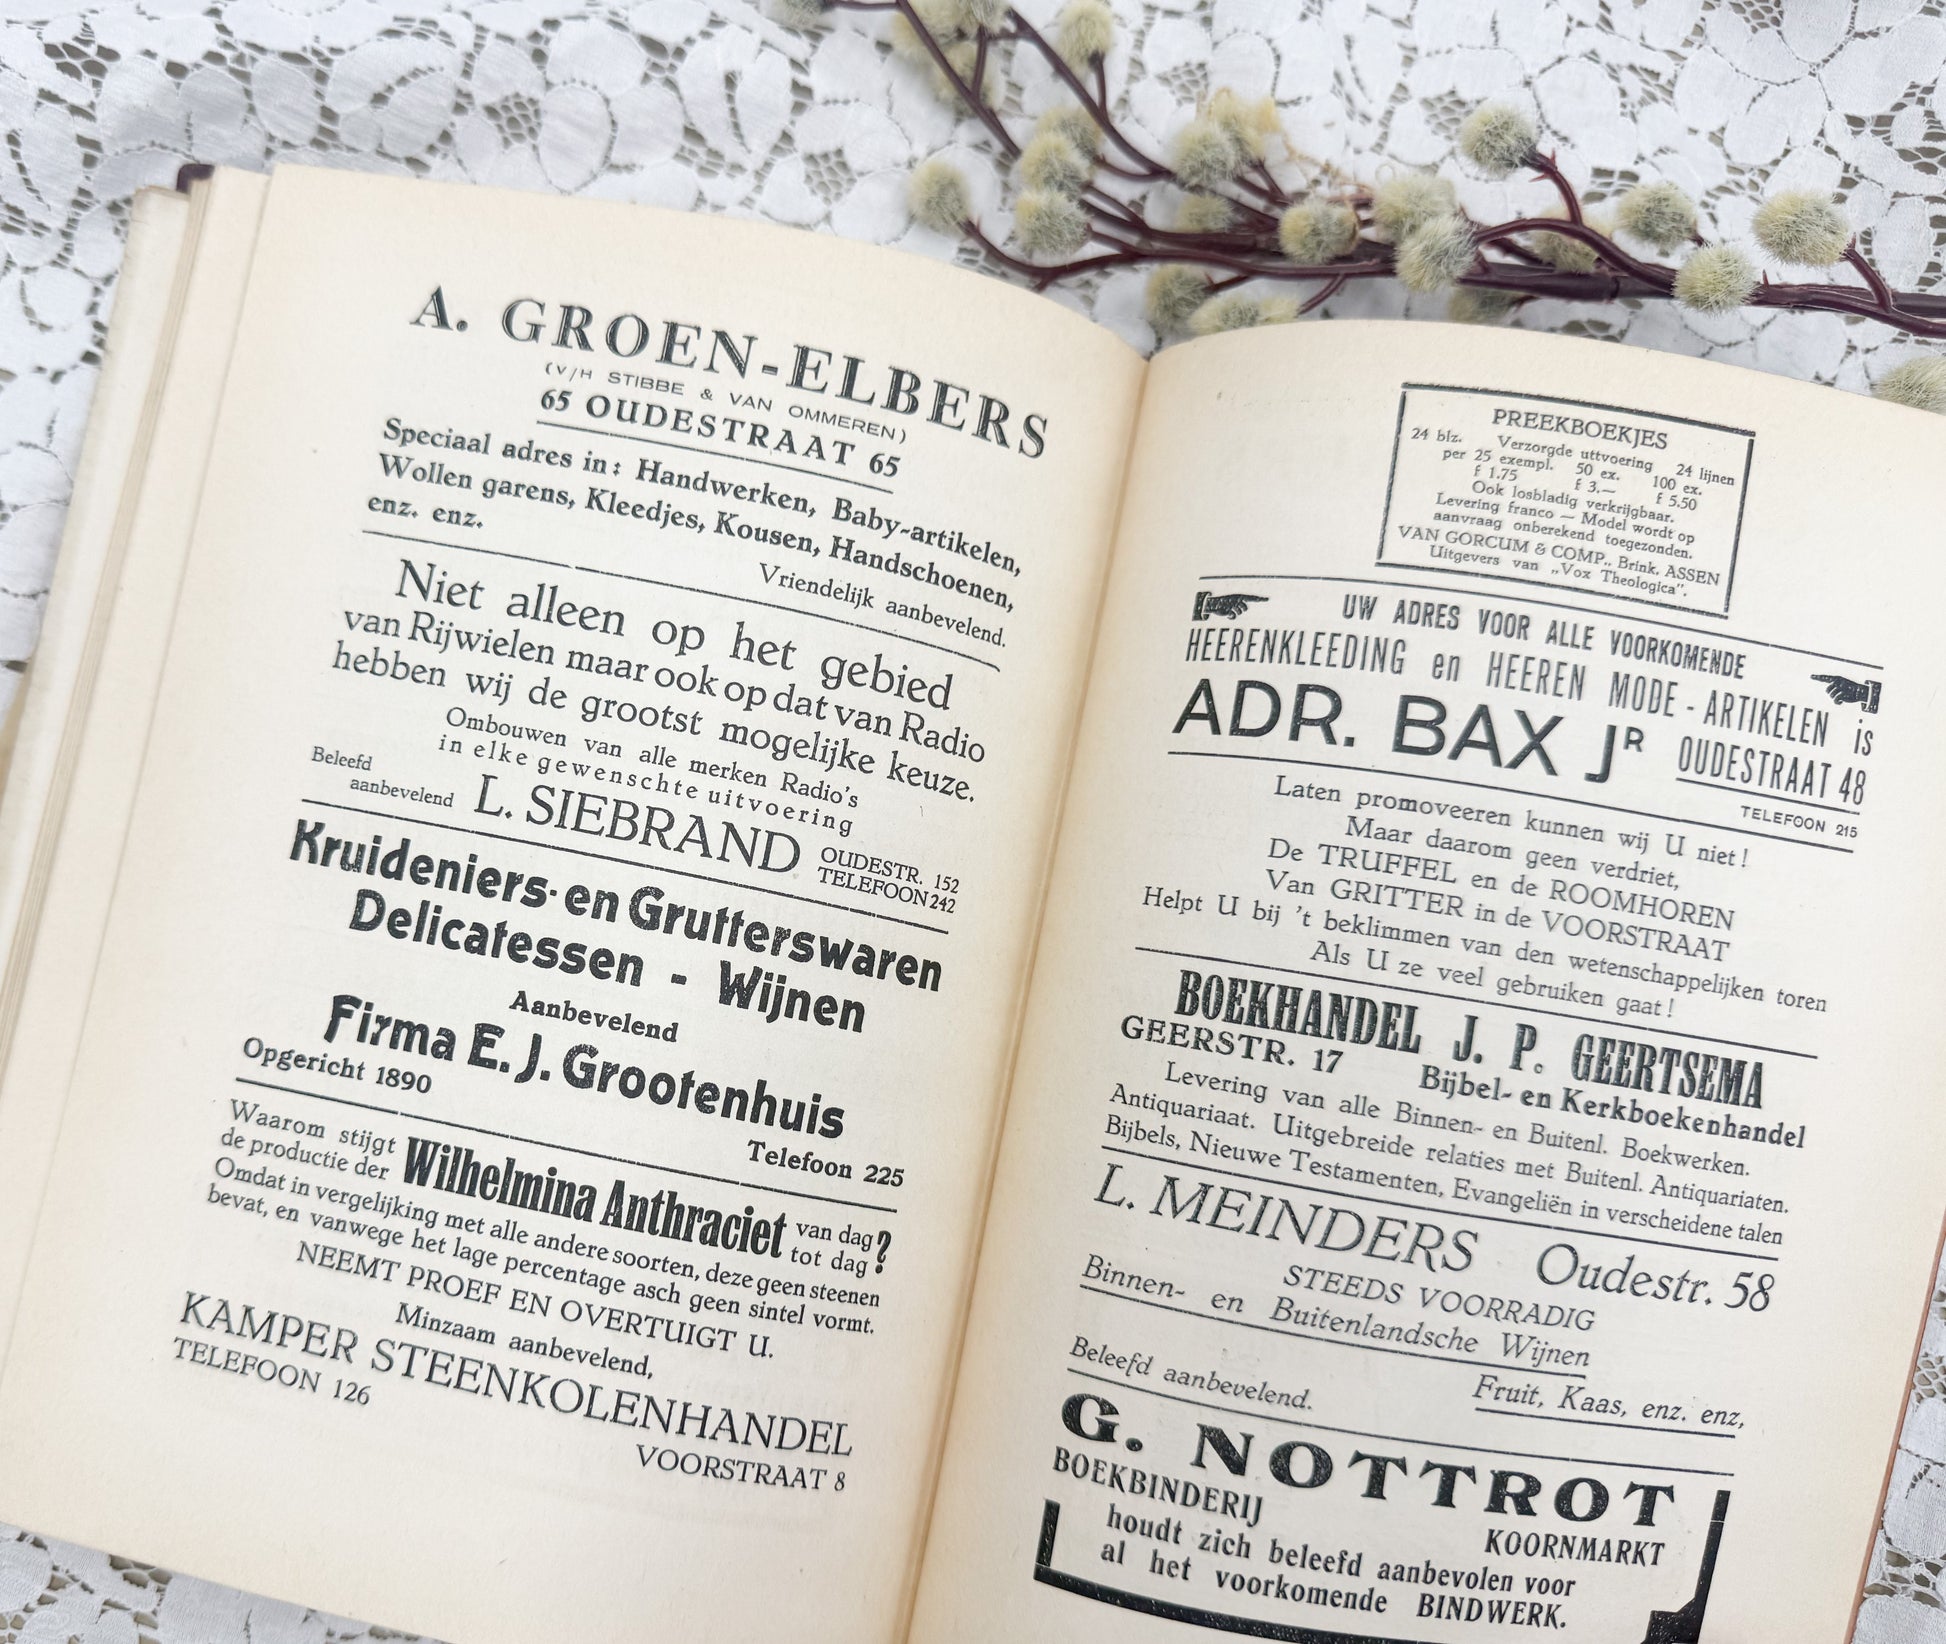 A. GROEN-ELBERS
(V/H STIBBE & VAN OMMEREN)
65 OUDESTRAAT 65
Speciaal adres in: Handwerken, Baby-artikelen,
Wollen garens, Kleedjes, Kousen, Handschoenen,
enz. enz.
Vriendelijk aanbevelend.
Niet alleen op het gebied
van Rijwielen maar ook op dat van Radio
hebben wij de grootst mogelijke keuze.
Ombouwen van alle merken Radio's
in elke gewenschte uitvoering
Beleefd
aanbevelend L. SIEBRAND OUDESTR. 152
TELEFOON 242
Kruideniers- en Grutterswaren
Delicatessen - Wijnen
Aanbevelend
Firma E. J. Grootenhuis
Opgericht 1890
Telefoon 225
Waarom stijgt
de productie der Wilhelmina Anthraciet van dag
tot dag ?
Omdat in vergelijking met alle andere soorten, deze geen steenen
bevat, en vanwege het lage percentage asch geen sintel vormt.
NEEMT PROEF EN OVERTUIGT U.
Minzaam aanbevelend,
KAMPER STEENKOLENHANDEL
TELEFOON 126
VOORSTRAAT 8
PREEKBOEKJES
24 blz. Verzorgde uttvoering 24 lijnen
per 25 exempl. 50 ex. 100 ex.
f 1.75 f 3.— f 5.50
Ook losbladig verkrijgbaar.
Levering franco — Model wordt op
aanvraag onberekend toegezonden.
VAN GORCUM & COMP., Brink, ASSEN
Uitgevers van „Vox Theologica".
UW ADRES VOOR ALLE VOORKOMENDE
HEERENKLEEDING en HEEREN MODE - ARTIKELEN is
ADR. BAX JR OUDESTRAAT 48
TELEFOON 215
Laten promoveeren kunnen wij U niet!
Maar daarom geen verdriet,
De TRUFFEL en de ROOMHOREN
Van GRITTER in de VOORSTRAAT
Helpt U bij 't beklimmen van den wetenschappelijken toren
Als U ze veel gebruiken gaat!
BOEKHANDEL J. P. GEERTSEMA
GEERSTR. 17 Bijbel- en Kerkboekenhandel
Levering van alle Binnen- en Buitenl. Boekwerken.
Antiquariaat. Uitgebreide relaties met Buitenl. Antiquariaten.
Bijbels, Nieuwe Testamenten, Evangeliën in verscheidene talen
L. MEINDERS Oudestr. 58
STEEDS VOORRADIG
Binnen- en Buitenlandsche Wijnen
Fruit, Kaas, enz. enz,
Beleefd aanbevelend.
G. NOTTROT
BOEKBINDERIJ
KOORNMARKT
houdt zich beleefd aanbevolen voor
al het voorkomende BINDWERK.